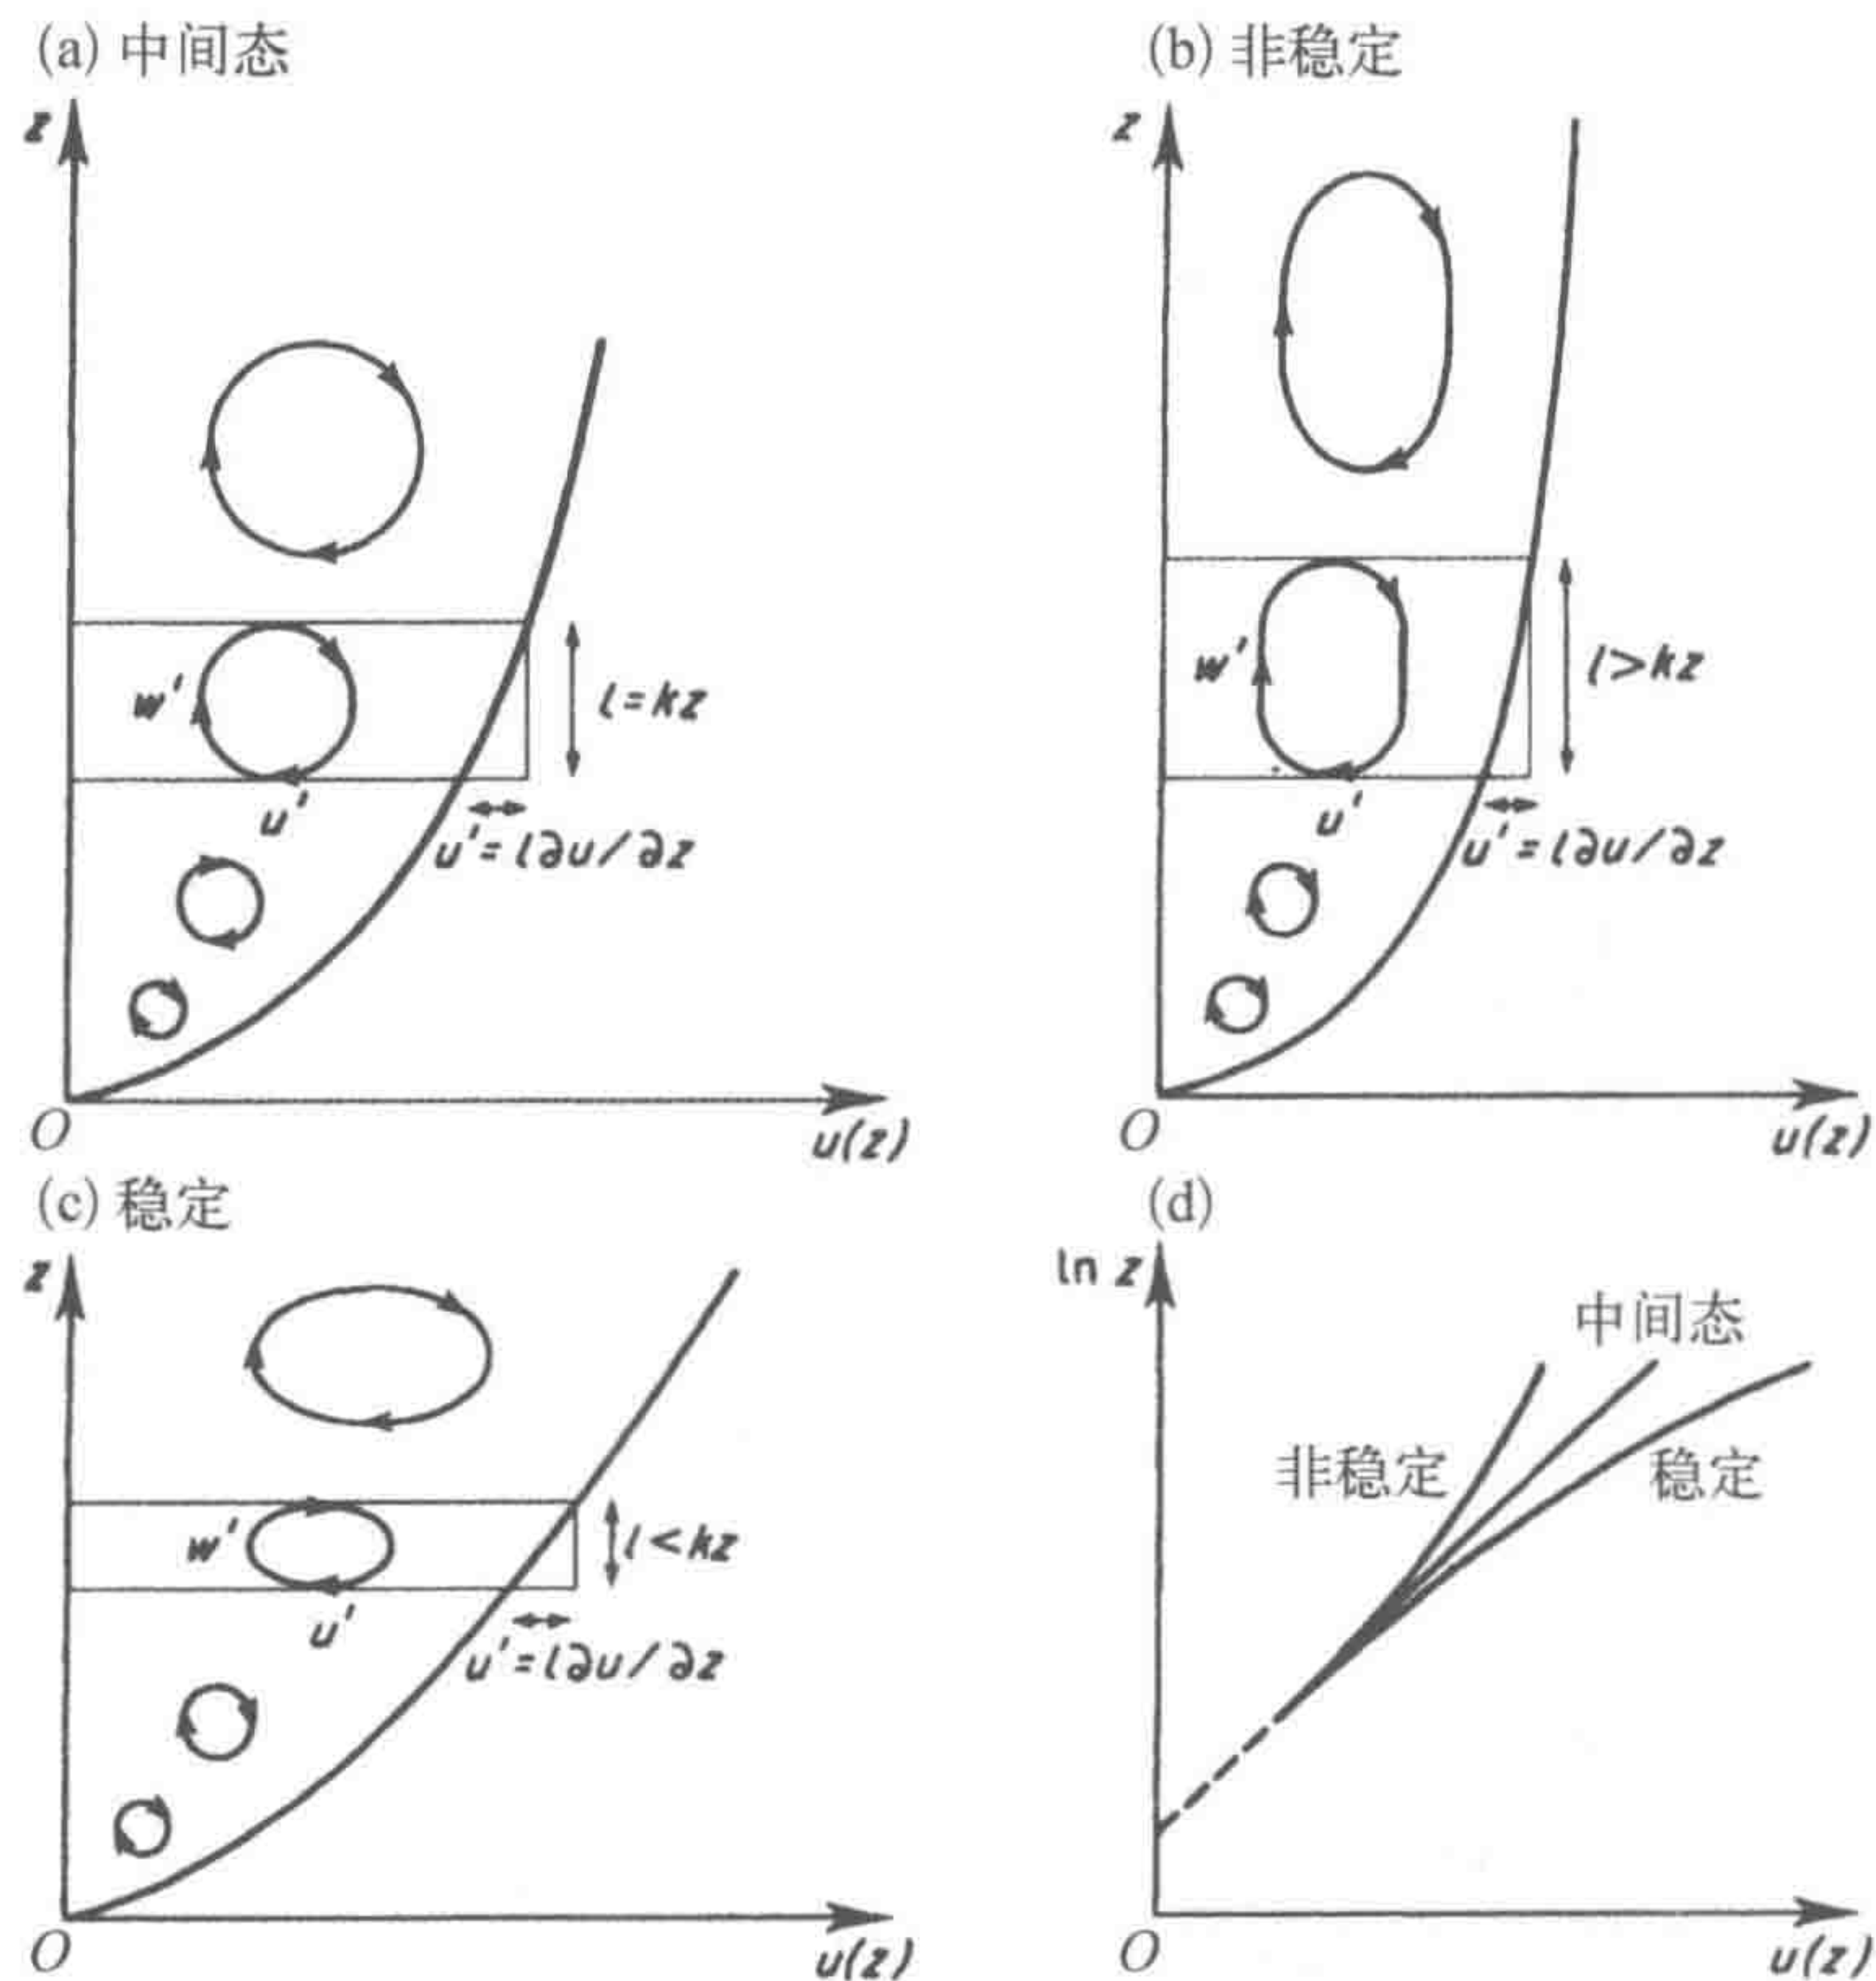 (a) 中间态
z
w'
l=kz
u'
u'=l∂u/∂z
O
u(z)
(b) 非稳定
z
w'
l>kz
u'
u'=l∂u/∂z
O
u(z)
(c) 稳定
z
w'
l<kz
u'
u'=l∂u/∂z
O
u(z)
(d)
ln z
中间态
非稳定
稳定
O
u(z)